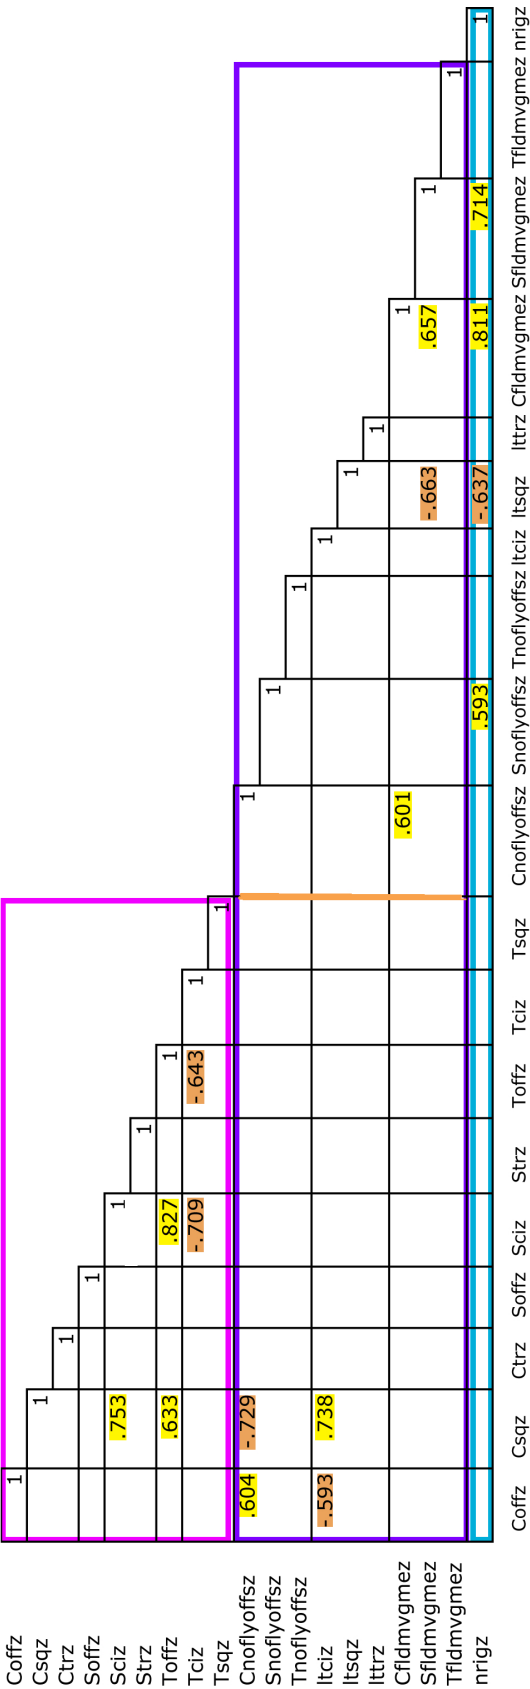 Coffz 1
Csqz 1
Ctrz 1
Soffz 1
Sciz .753 1
Strz 1
Toffz .633 .827 1
Tciz -.709 -.643 1
Tsqz 1
Cnoflyoffsz .604 -.729 1
Snoflyoffsz 1
Tnoflyoffsz 1
Itciz -.593 .738 1
Itsqz 1
Ittrz 1
Cfldmvgmez .601 1
Sfldmvgmez -.663 .657 1
Tfldmvgmez 1
nrigz .593 -.637 .811 .714 1
Coffz Csqz Ctrz Soffz Sciz Strz Toffz Tciz Tsqz Cnoflyoffsz Snoflyoffsz Tnoflyoffsz Itciz Itsqz Ittrz Cfldmvgmez Sfldmvgmez Tfldmvgmez nrigz